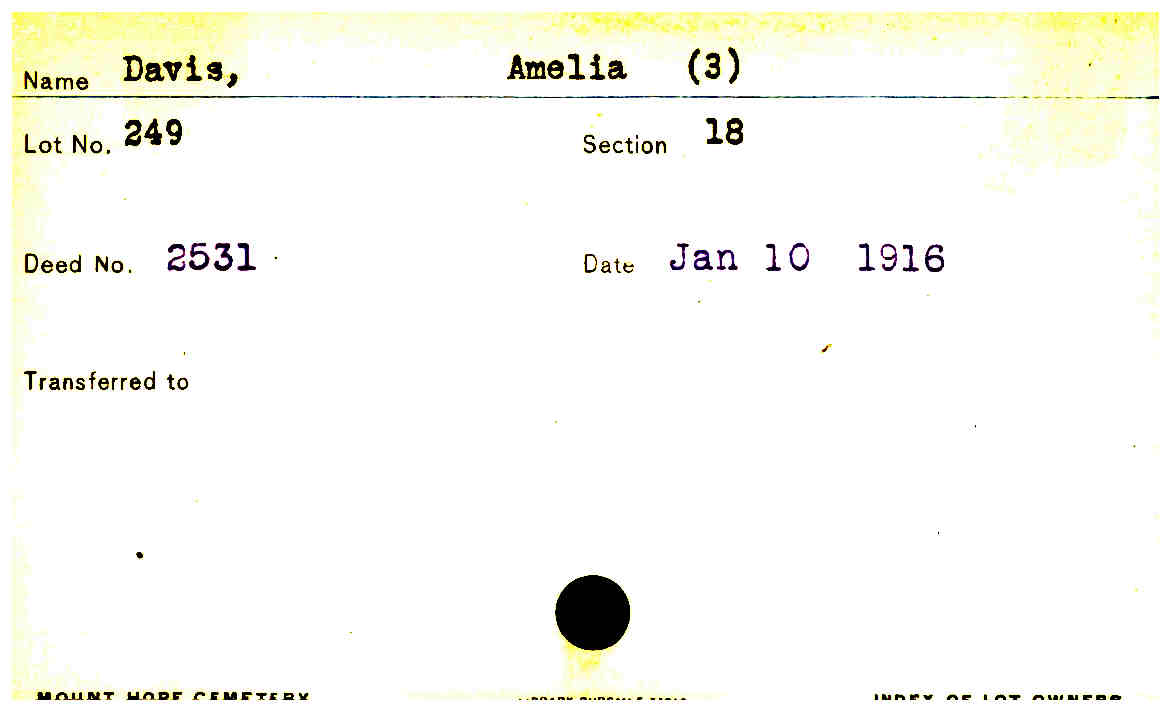 Name Davis, Amelia (3)
Lot No. 249 Section 18
Deed No. 2531 Date Jan 10 1916
Transferred to
MOUNT HOPE CEMETERY INDEX OF LOT OWNERS